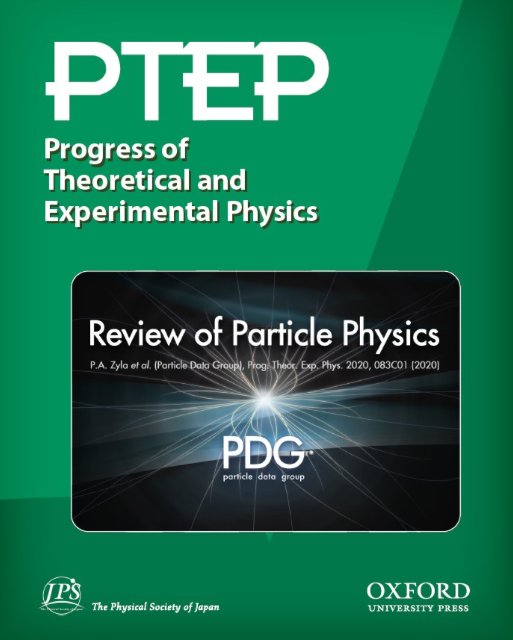 PTEP
Progress of
Theoretical and
Experimental Physics
Review of Particle Physics
P.A. Zyla et al. (Particle Data Group), Prog. Theor. Exp. Phys. 2020, 083C01 (2020)
PDG
particle data group
JPS
The Physical Society of Japan
OXFORD
UNIVERSITY PRESS